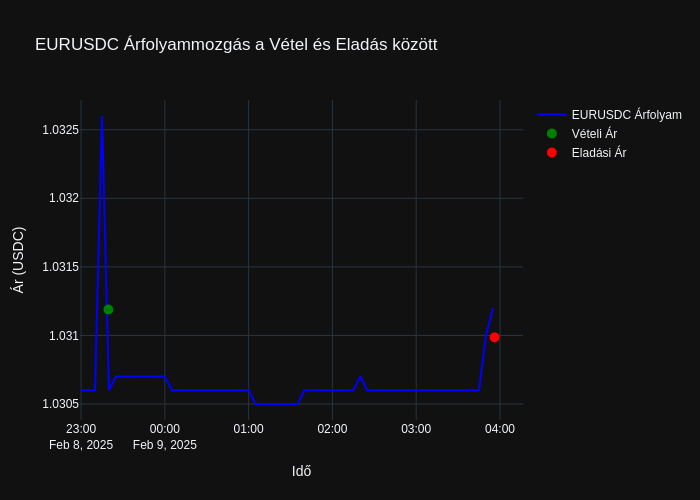 EURUSDC Árfolyammozgás a Vétel és Eladás között
EURUSDC Árfolyam
Vételi Ár
Eladási Ár
Ár (USDC)
1.0325
1.032
1.0315
1.031
1.0305
23:00 00:00 01:00 02:00 03:00 04:00
Feb 8, 2025 Feb 9, 2025
Idő